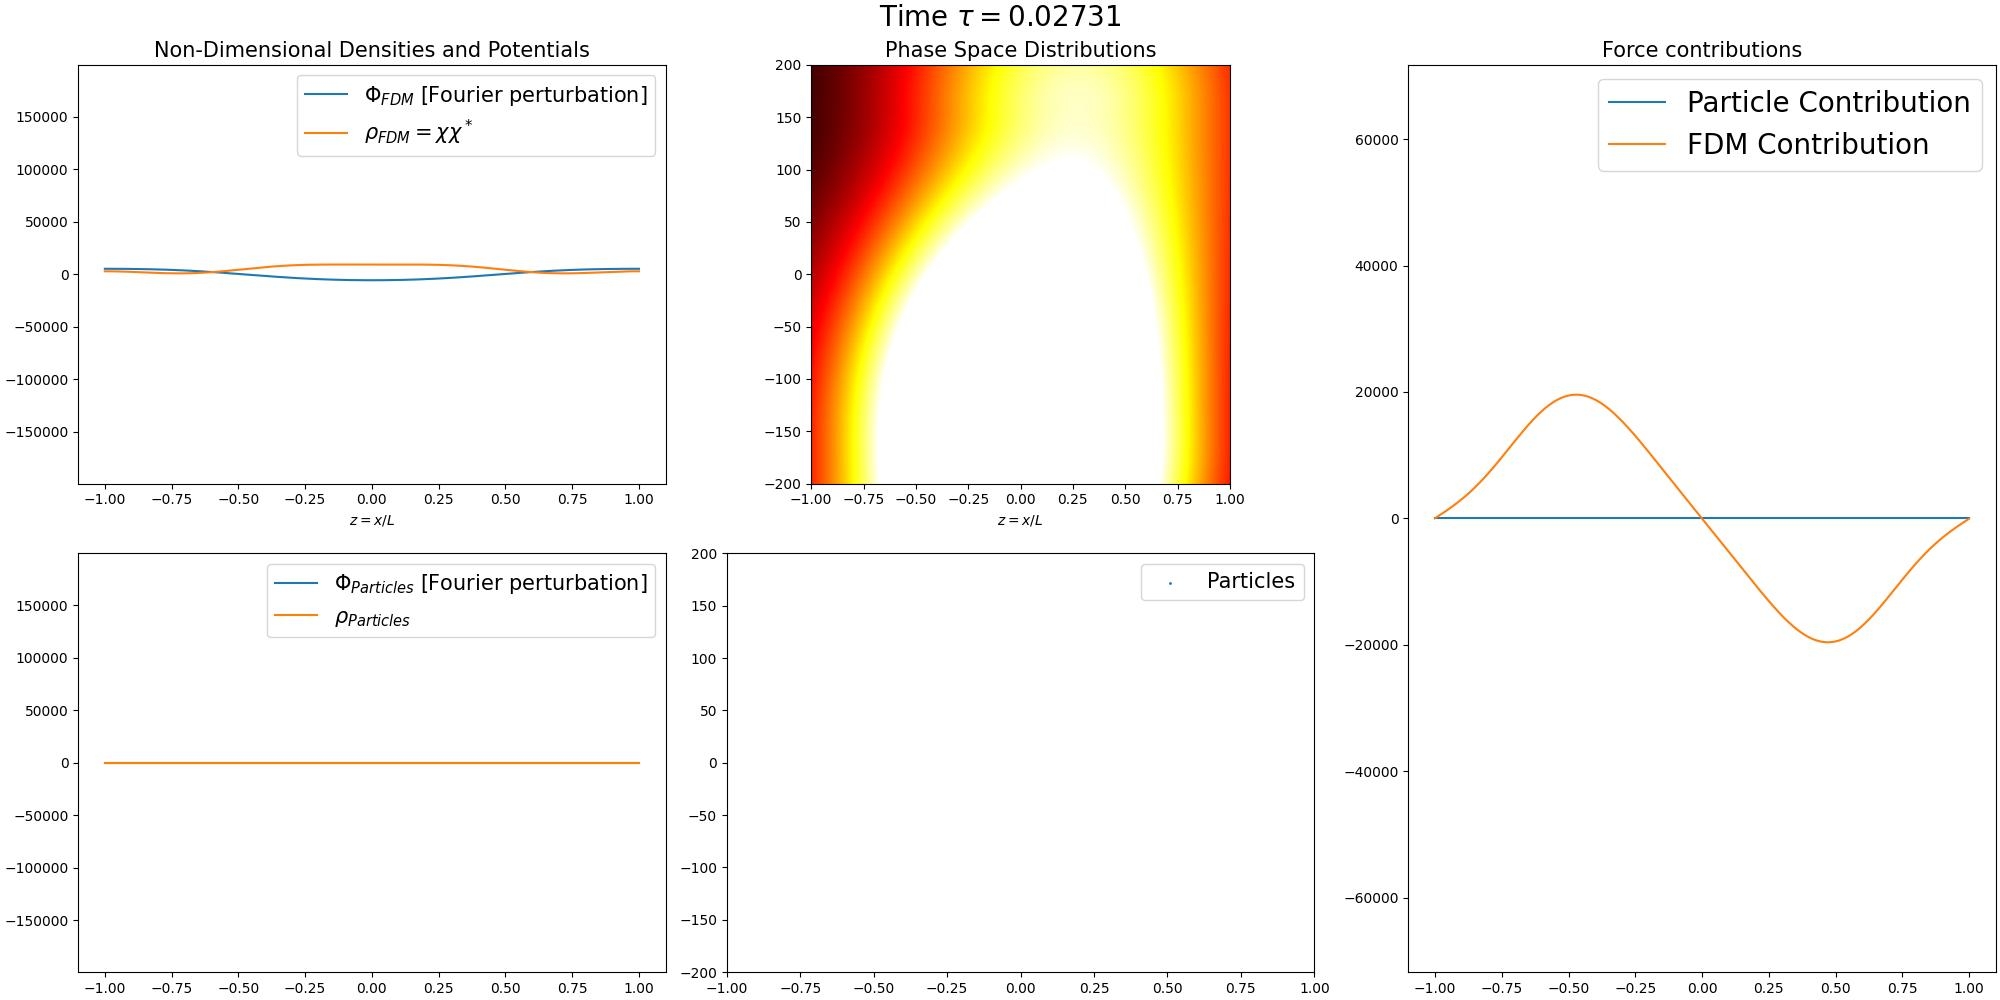 Time τ = 0.02731
Non-Dimensional Densities and Potentials
Φ_FDM [Fourier perturbation]
ρ_FDM = χχ*
150000
100000
50000
0
−50000
−100000
−150000
−1.00 −0.75 −0.50 −0.25 0.00 0.25 0.50 0.75 1.00
z = x/L
Phase Space Distributions
200
150
100
50
0
−50
−100
−150
−200
−1.00 −0.75 −0.50 −0.25 0.00 0.25 0.50 0.75 1.00
z = x/L
Force contributions
Particle Contribution
FDM Contribution
60000
40000
20000
0
−20000
−40000
−60000
−1.00 −0.75 −0.50 −0.25 0.00 0.25 0.50 0.75 1.00
Φ_Particles [Fourier perturbation]
ρ_Particles
150000
100000
50000
0
−50000
−100000
−150000
−1.00 −0.75 −0.50 −0.25 0.00 0.25 0.50 0.75 1.00
Particles
200
150
100
50
0
−50
−100
−150
−200
−1.00 −0.75 −0.50 −0.25 0.00 0.25 0.50 0.75 1.00